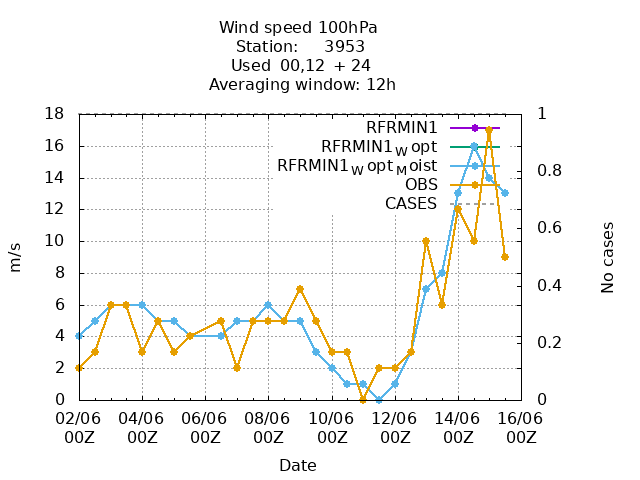 Wind speed 100hPa
Station: 3953
Used 00,12 + 24
Averaging window: 12h
18 1
RFRMIN1
16
RFRMIN1W opt
RFRMIN1W optM oist
14 0.8
OBS
12
CASES
10 0.6
8
6 0.4
4 0.2
2
0 0
m/s
No cases
02/06 04/06 06/06 08/06 10/06 12/06 14/06 16/06
00Z 00Z 00Z 00Z 00Z 00Z 00Z 00Z
Date